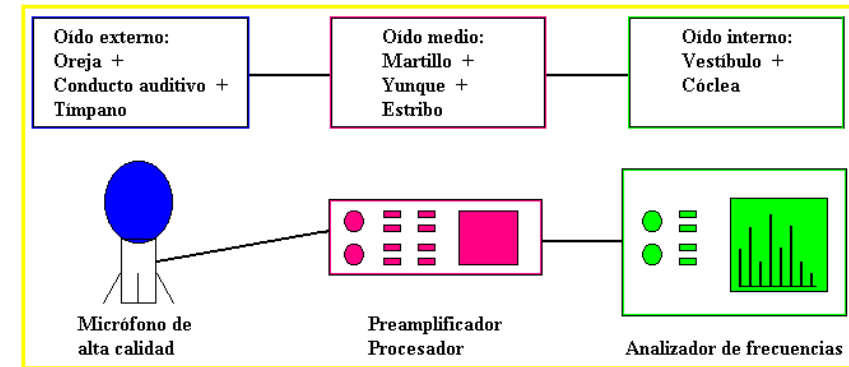 Oído externo:
Oreja +
Conducto auditivo +
Tímpano
Oído medio:
Martillo +
Yunque +
Estribo
Oído interno:
Vestíbulo +
Cóclea
Micrófono de
alta calidad
Preamplificador
Procesador
Analizador de frecuencias